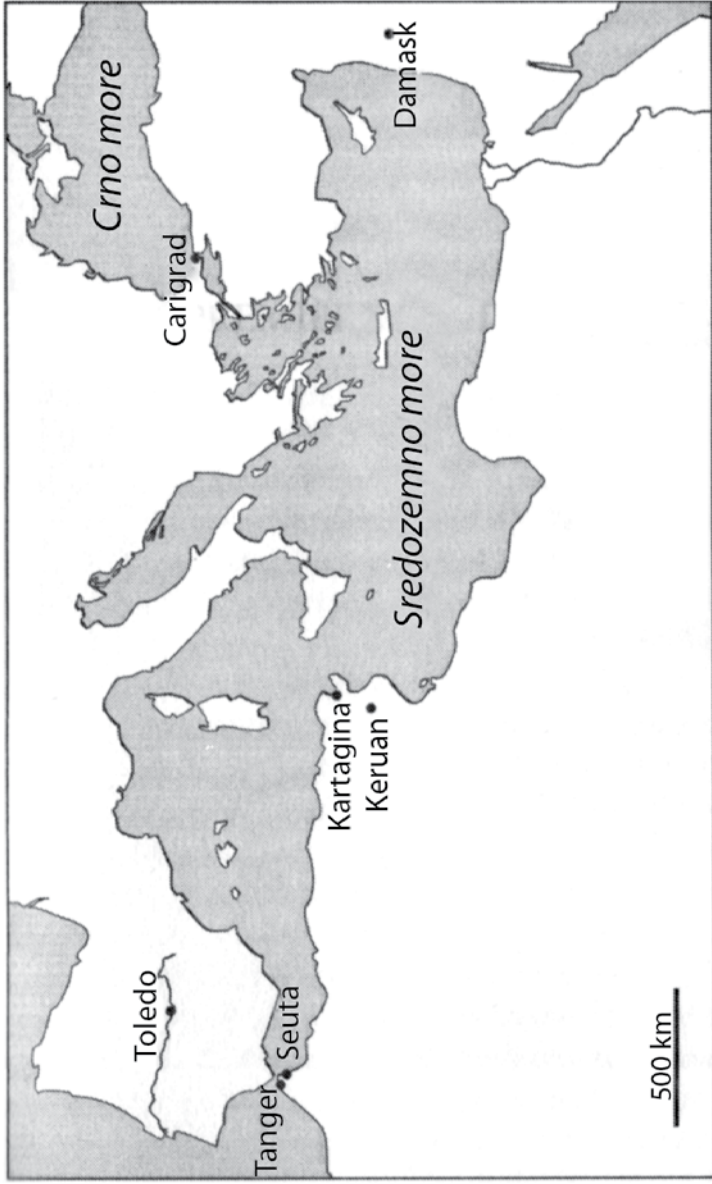 Crno more
Carigrad
Damask
Sredozemno more
Toledo
Tanger
Seuta
Kartagina
Keruan
500 km